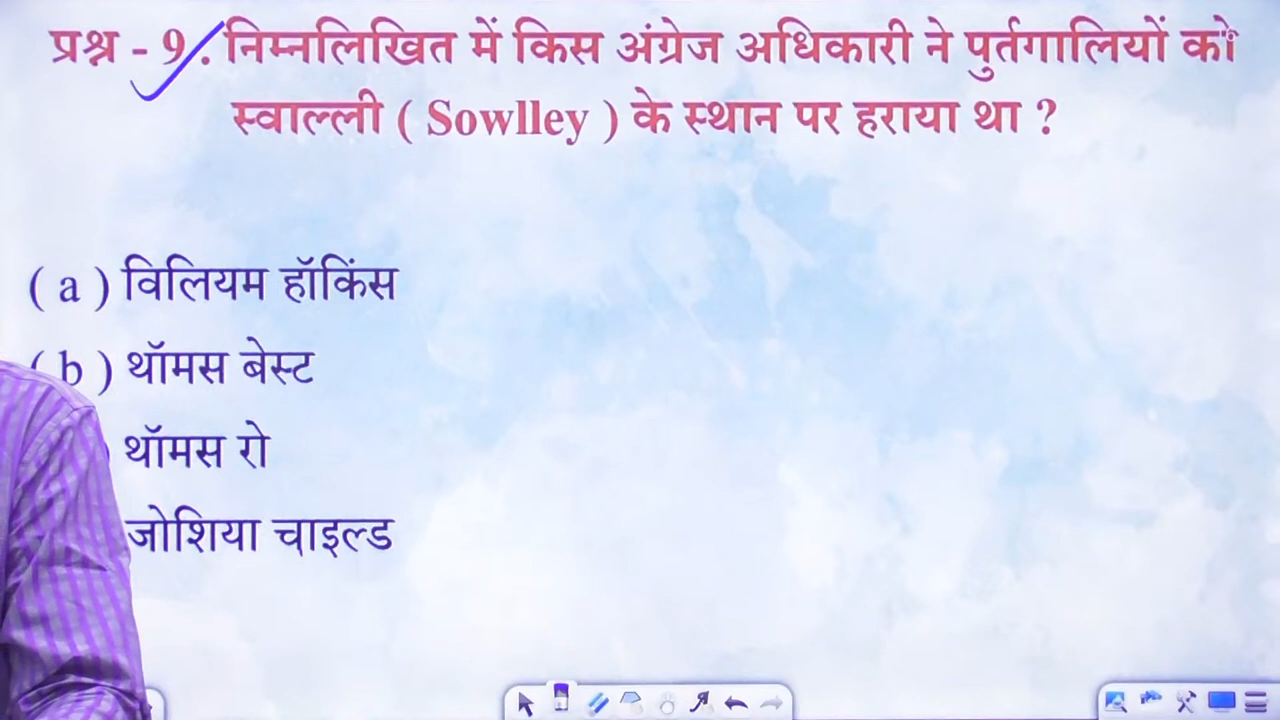 प्रश्न - 9 . निम्नलिखित में किस अंग्रेज अधिकारी ने पुर्तगालियों को
स्वाल्ली ( Sowlley ) के स्थान पर हराया था ?
( a ) विलियम हॉकिंस
( b ) थॉमस बेस्ट
) थॉमस रो
जोशिया चाइल्ड